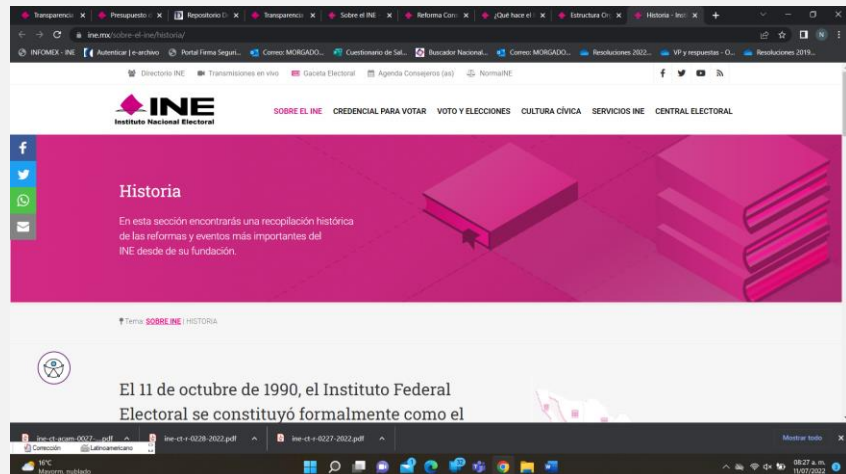 Transparencia
Presupuesto
Repositorio D
Transparencia
Sobre el INE
Reforma Con
¿Qué hace el
Estructura Or
Historia - Inst
ine.mx/sobre-el-ine/historia/
INFOMEX - INE
Autenticar | e-archivo
Portal Firma Seguri...
Correo: MORGADO...
Cuestionario de Sal...
Buscador Nacional...
Correo: MORGADO...
Resoluciones 2022...
VP y respuestas - O...
Resoluciones 2019...
Directorio INE
Transmisiones en vivo
Gaceta Electoral
Agenda Consejeros (as)
NormaINE
INE
Instituto Nacional Electoral
SOBRE EL INE
CREDENCIAL PARA VOTAR
VOTO Y ELECCIONES
CULTURA CÍVICA
SERVICIOS INE
CENTRAL ELECTORAL
Historia
En esta sección encontrarás una recopilación histórica
de las reformas y eventos más importantes del
INE desde de su fundación.
Tema: SOBRE INE | HISTORIA
El 11 de octubre de 1990, el Instituto Federal
Electoral se constituyó formalmente como el
ine-ct-acam-0027-....pdf
ine-ct-r-0228-2022.pdf
ine-ct-r-0227-2022.pdf
Mostrar todo
Corrección
Latinoamericano
16°C
Mayorm. nublado
08:27 a. m.
11/07/2022